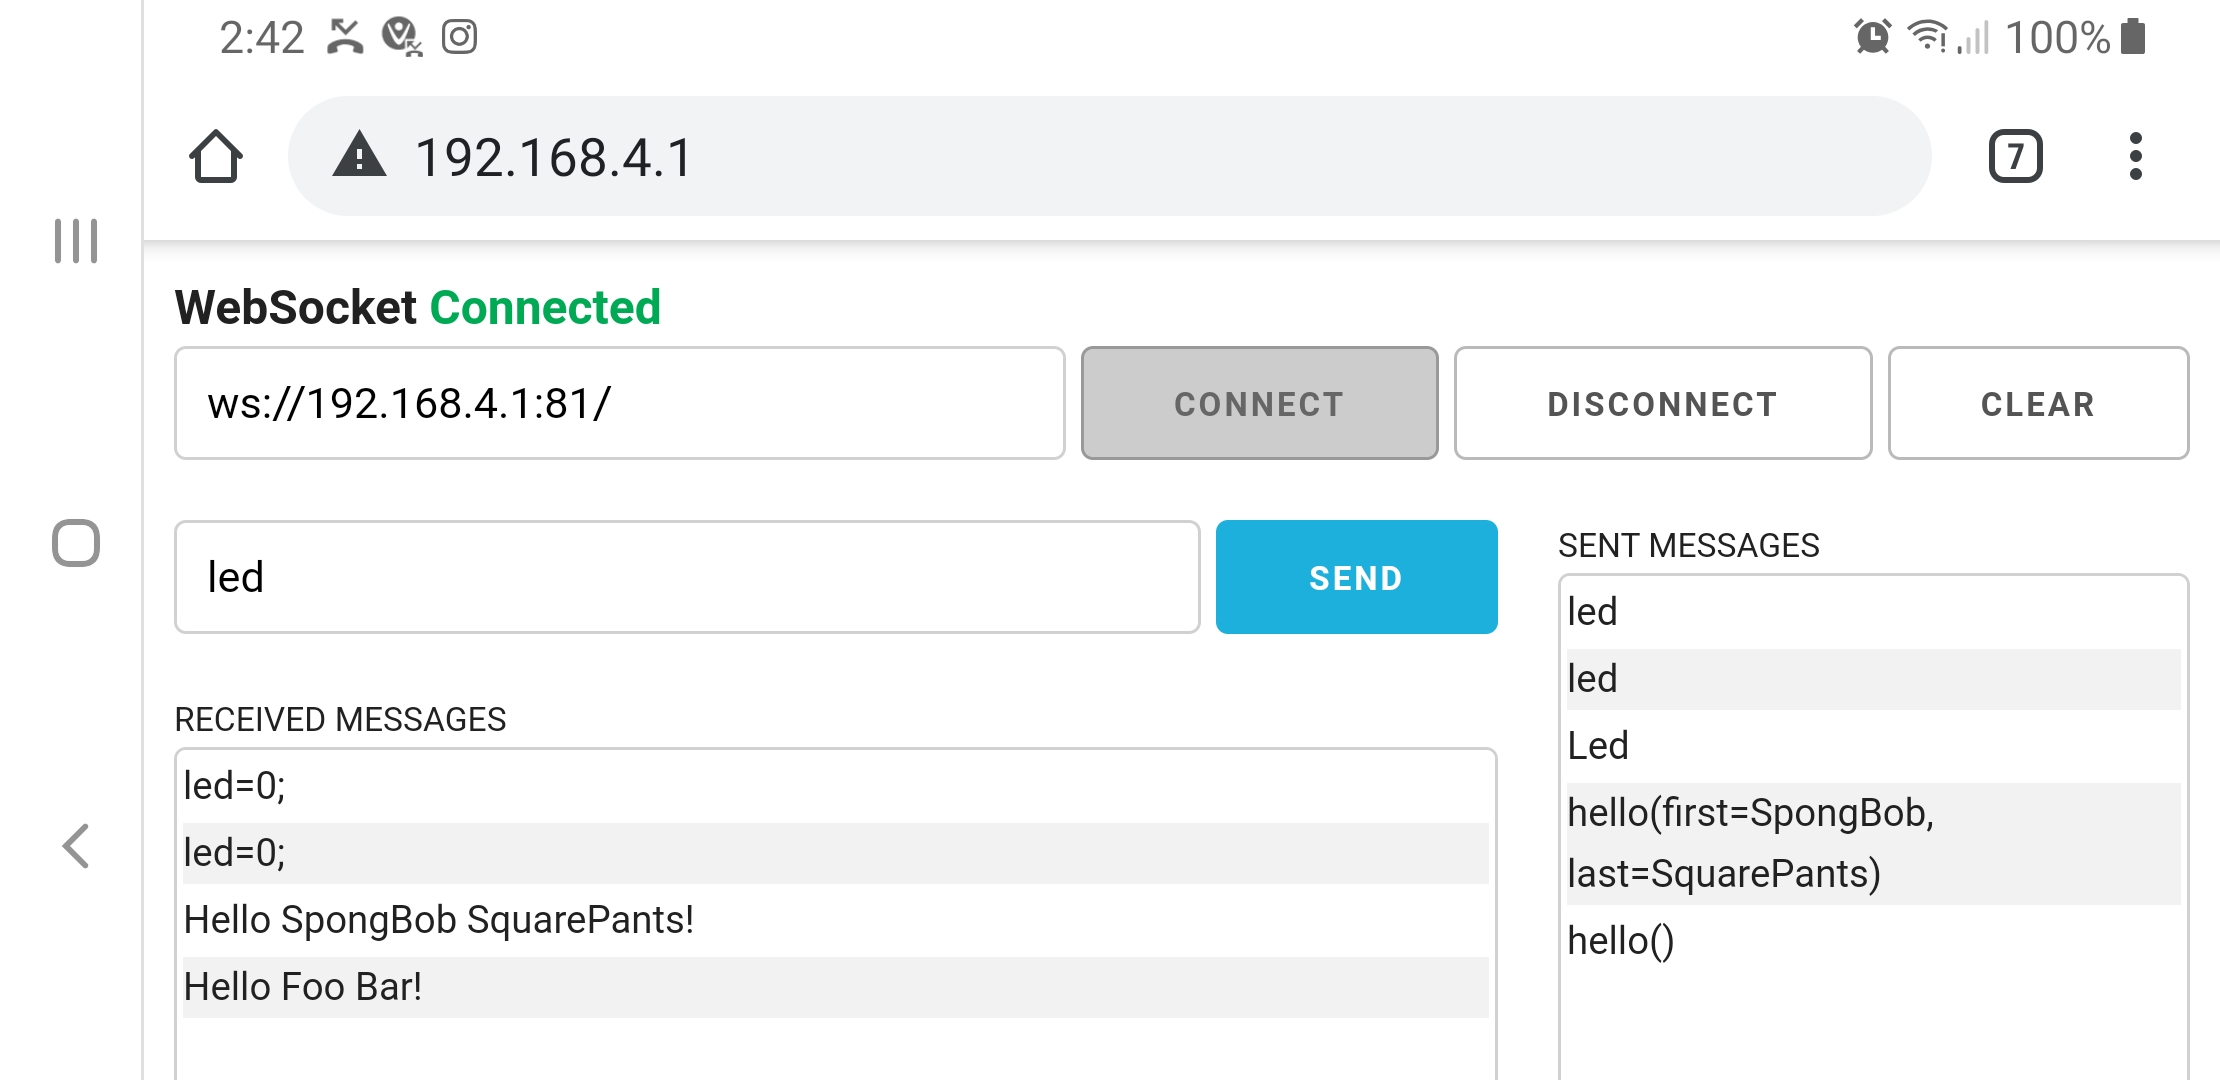 2:42
100%
192.168.4.1
7
WebSocket Connected
ws://192.168.4.1:81/
CONNECT
DISCONNECT
CLEAR
led
SEND
RECEIVED MESSAGES
led=0;
led=0;
Hello SpongBob SquarePants!
Hello Foo Bar!
SENT MESSAGES
led
led
Led
hello(first=SpongBob,
last=SquarePants)
hello()